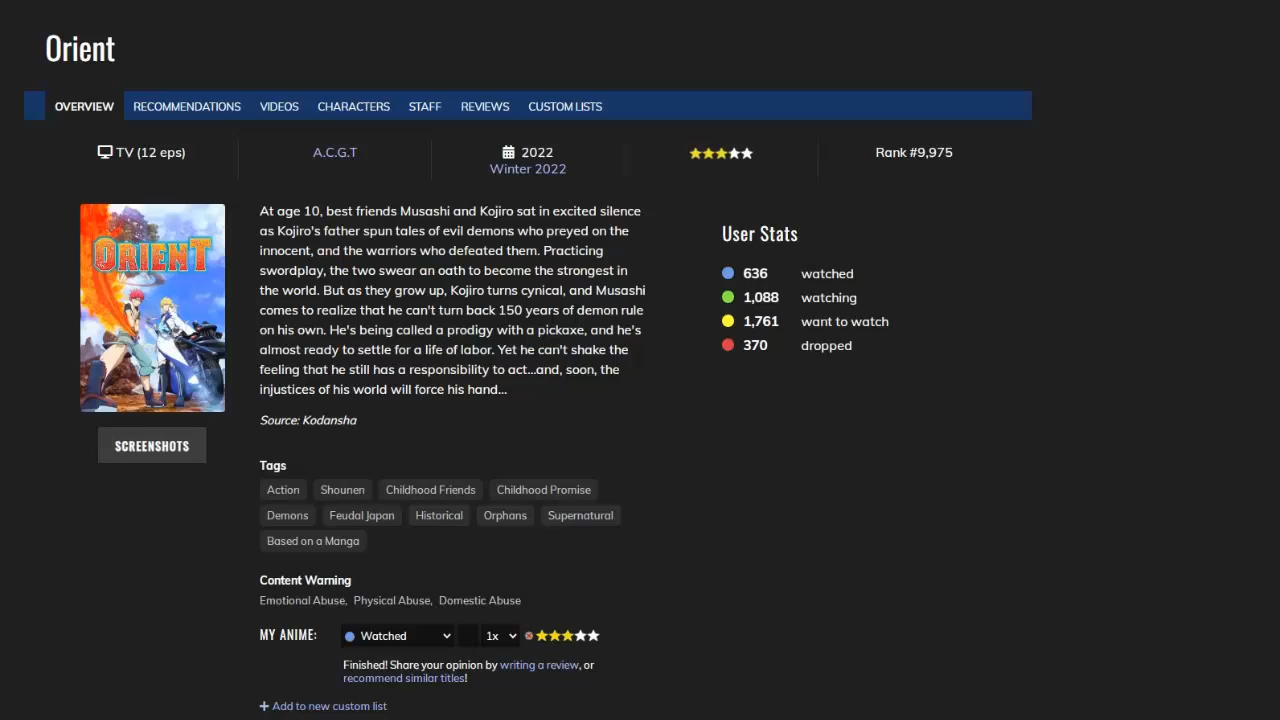 Orient
OVERVIEW RECOMMENDATIONS VIDEOS CHARACTERS STAFF REVIEWS CUSTOM LISTS
TV (12 eps)
A.C.G.T
2022
Winter 2022
Rank #9,975
ORIENT
SCREENSHOTS
At age 10, best friends Musashi and Kojiro sat in excited silence
as Kojiro's father spun tales of evil demons who preyed on the
innocent, and the warriors who defeated them. Practicing
swordplay, the two swear an oath to become the strongest in
the world. But as they grow up, Kojiro turns cynical, and Musashi
comes to realize that he can't turn back 150 years of demon rule
on his own. He's being called a prodigy with a pickaxe, and he's
almost ready to settle for a life of labor. Yet he can't shake the
feeling that he still has a responsibility to act...and, soon, the
injustices of his world will force his hand...
Source: Kodansha
Tags
Action Shounen Childhood Friends Childhood Promise
Demons Feudal Japan Historical Orphans Supernatural
Based on a Manga
Content Warning
Emotional Abuse, Physical Abuse, Domestic Abuse
MY ANIME: Watched 1x
Finished! Share your opinion by writing a review, or
recommend similar titles!
+ Add to new custom list
User Stats
636 watched
1,088 watching
1,761 want to watch
370 dropped